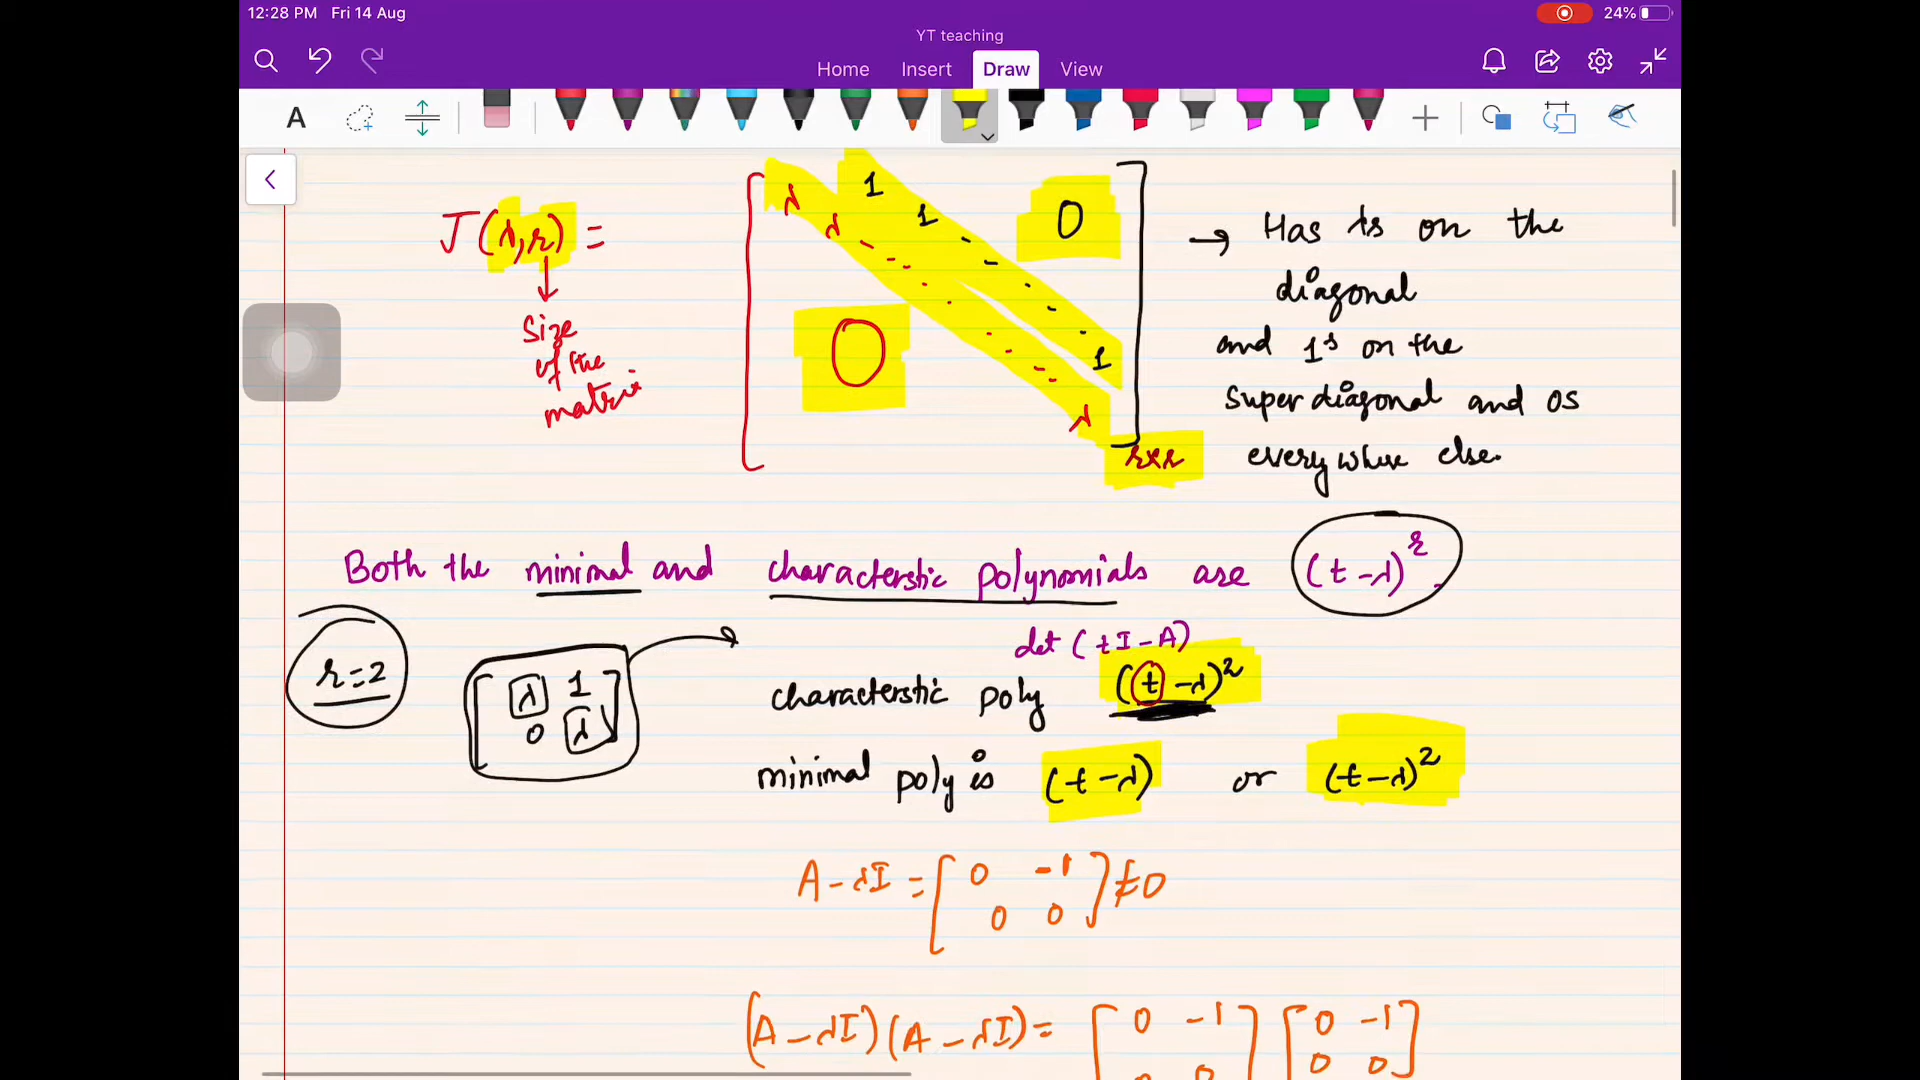 12:28 PM Fri 14 Aug
24%
YT teaching
Home Insert Draw View
A
J(λ,r) =
Size
of the
matrix
[ λ 1 0
λ 1
0 1
λ ] r×r
→ Has λs on the
diagonal
and 1s on the
Superdiagonal and 0s
everywhere else.
Both the minimal and characterstic polynomials are (t-λ)^r.
r=2
[ λ 1
0 λ ]
det (tI-A)
characterstic poly (t-λ)²
minimal poly is (t-λ) or (t-λ)²
A-λI = [ 0 -1
0 0 ] ≠0
(A-λI)(A-λI) = [ 0 -1 ] [ 0 -1 ]
0 0 0 0